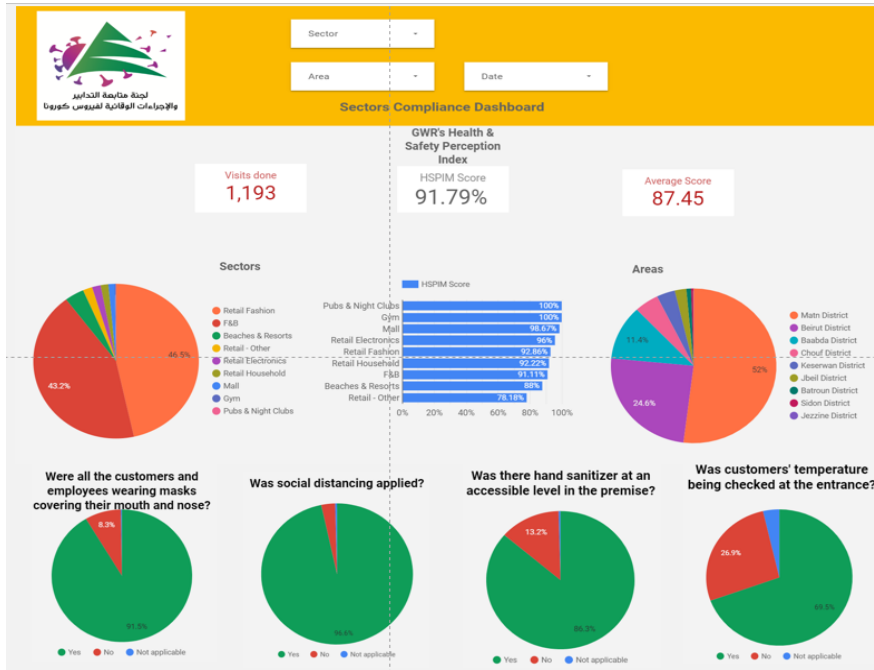 لجنة متابعة التدابير
والإجراءات الوقائية لفيروس كورونا
Sector
Area
Date
Sectors Compliance Dashboard
GWR's Health &
Safety Perception
Index
Visits done
1,193
HSPIM Score
91.79%
Average Score
87.45
Sectors
46.5%
43.2%
Retail Fashion
F&B
Beaches & Resorts
Retail - Other
Retail Electronics
Retail Household
Mall
Gym
Pubs & Night Clubs
HSPIM Score
Pubs & Night Clubs 100%
Gym 100%
Mall 98.67%
Retail Electronics 96%
Retail Fashion 92.86%
Retail Household 92.22%
F&B 91.11%
Beaches & Resorts 88%
Retail - Other 78.18%
0% 20% 40% 60% 80% 100%
Areas
11.4%
52%
24.6%
Matn District
Beirut District
Baabda District
Chouf District
Keserwan District
Jbeil District
Batroun District
Sidon District
Jezzine District
Were all the customers and
employees wearing masks
covering their mouth and nose?
8.3%
91.5%
Yes No Not applicable
Was social distancing applied?
96.6%
Yes No Not applicable
Was there hand sanitizer at an
accessible level in the premise?
13.2%
86.3%
Yes No Not applicable
Was customers' temperature
being checked at the entrance?
26.9%
69.5%
Yes No Not applicable